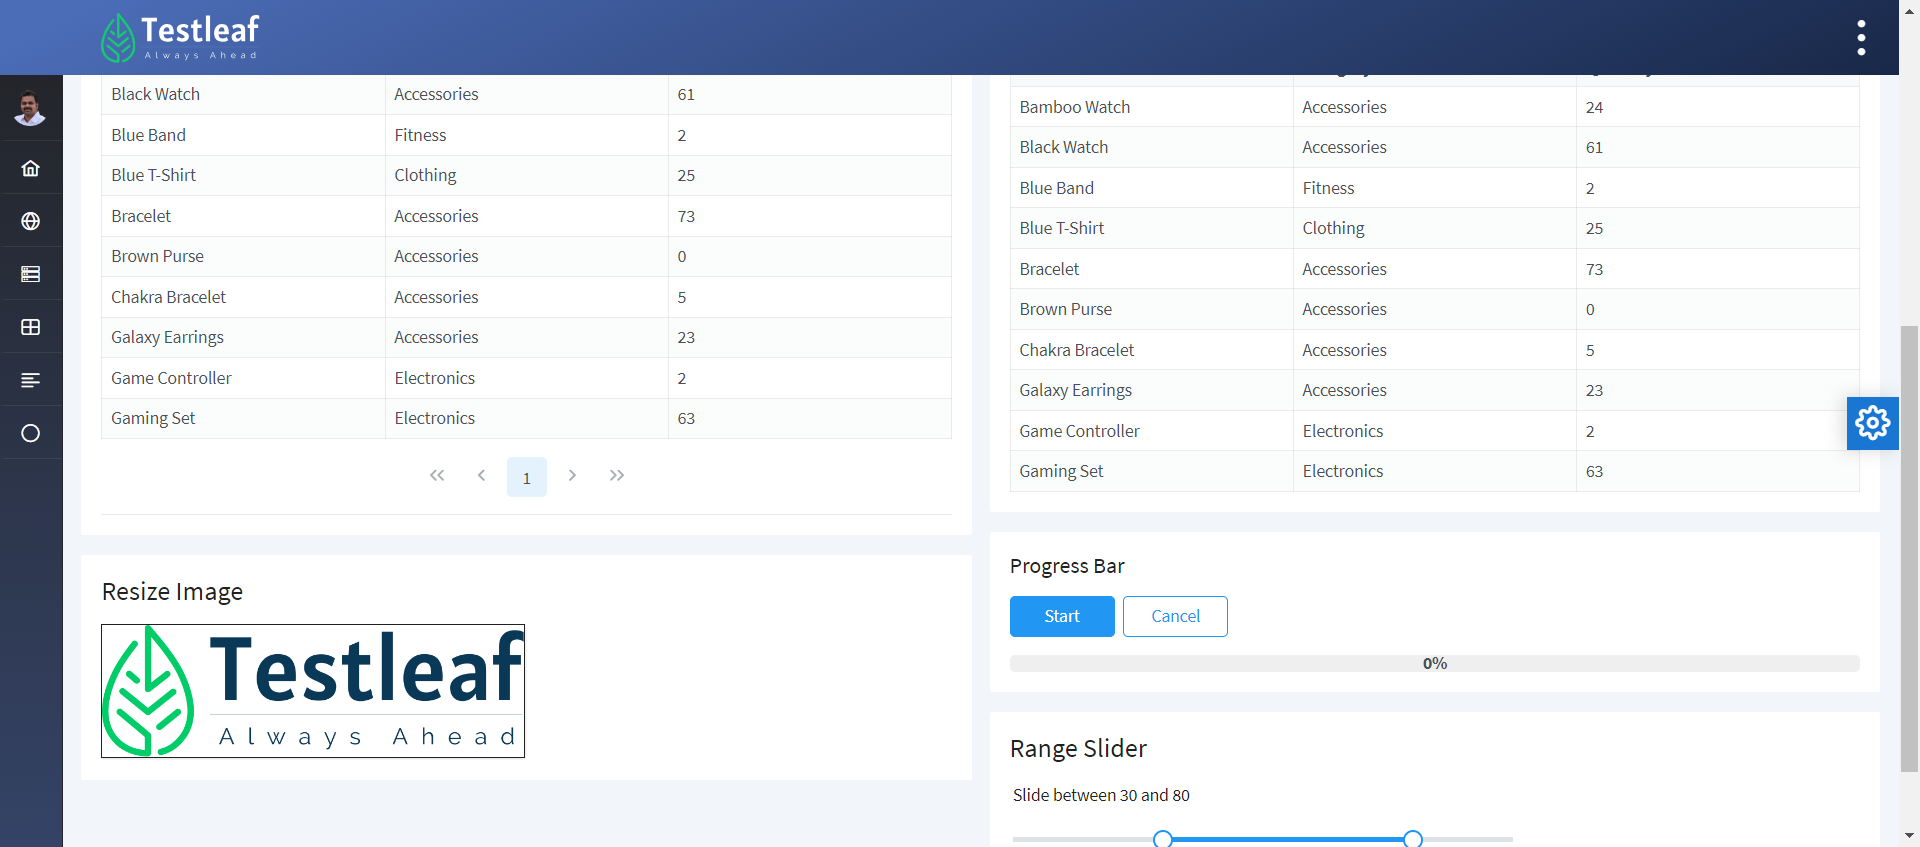 Testleaf
Always Ahead
Black Watch Accessories 61
Blue Band Fitness 2
Blue T-Shirt Clothing 25
Bracelet Accessories 73
Brown Purse Accessories 0
Chakra Bracelet Accessories 5
Galaxy Earrings Accessories 23
Game Controller Electronics 2
Gaming Set Electronics 63
1
Resize Image
Testleaf
Always Ahead
Bamboo Watch Accessories 24
Black Watch Accessories 61
Blue Band Fitness 2
Blue T-Shirt Clothing 25
Bracelet Accessories 73
Brown Purse Accessories 0
Chakra Bracelet Accessories 5
Galaxy Earrings Accessories 23
Game Controller Electronics 2
Gaming Set Electronics 63
Progress Bar
Start Cancel
0%
Range Slider
Slide between 30 and 80